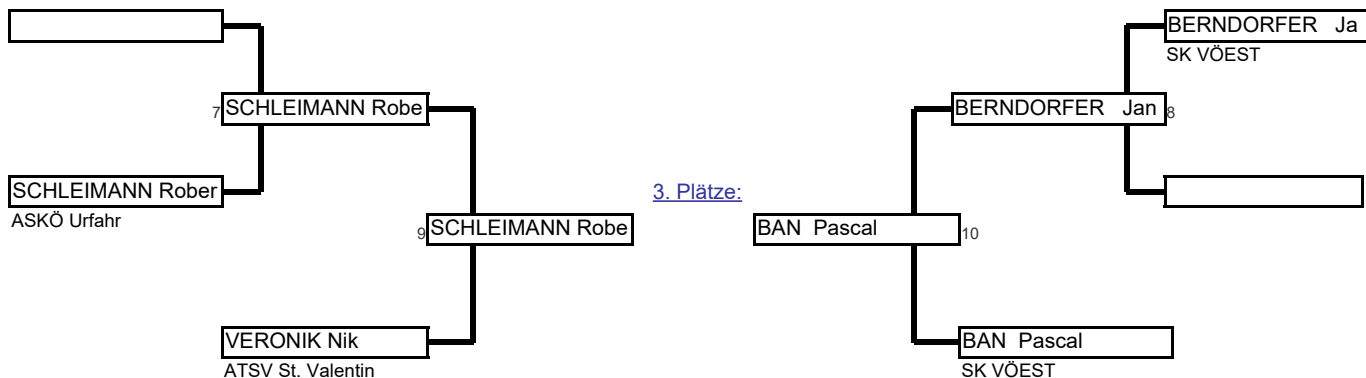 BERNDORFER Ja
SK VÖEST
7 SCHLEIMANN Robe
BERNDORFER Jan 8
SCHLEIMANN Rober
ASKÖ Urfahr
3. Plätze:
9 SCHLEIMANN Robe
BAN Pascal 10
VERONIK Nik
ATSV St. Valentin
BAN Pascal
SK VÖEST